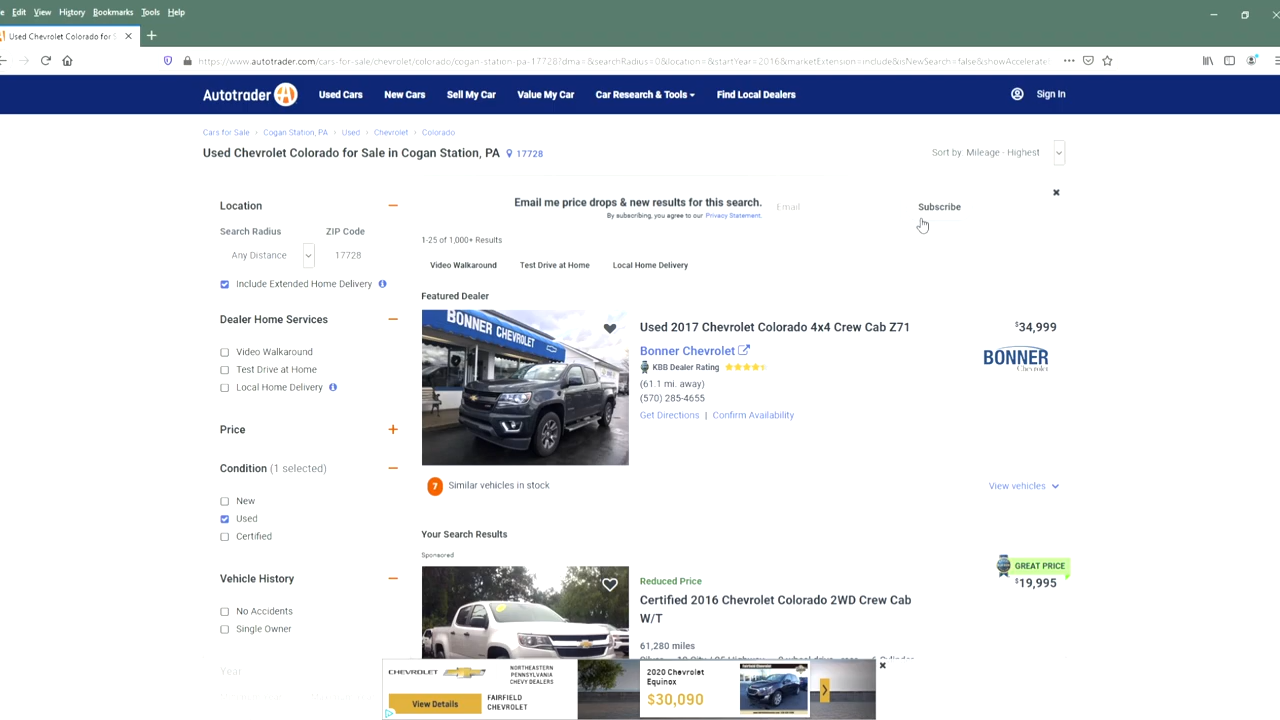 e Edit View History Bookmarks Tools Help
Used Chevrolet Colorado for S
https://www.autotrader.com/cars-for-sale/chevrolet/colorado/cogan-station-pa-17728?dma=&searchRadius=0&location=&startYear=2016&marketExtension=include&isNewSearch=false&showAccelerate
Autotrader Used Cars New Cars Sell My Car Value My Car Car Research & Tools Find Local Dealers Sign In
Cars for Sale > Cogan Station, PA > Used > Chevrolet > Colorado
Used Chevrolet Colorado for Sale in Cogan Station, PA 17728
Sort by: Mileage - Highest
Location
Search Radius ZIP Code
Any Distance 17728
Include Extended Home Delivery
Dealer Home Services
Video Walkaround
Test Drive at Home
Local Home Delivery
Price
Condition (1 selected)
New
Used
Certified
Vehicle History
No Accidents
Single Owner
Year
Email me price drops & new results for this search. Email Subscribe
By subscribing, you agree to our Privacy Statement.
1-25 of 1,000+ Results
Video Walkaround Test Drive at Home Local Home Delivery
Featured Dealer
BONNER CHEVROLET
Used 2017 Chevrolet Colorado 4x4 Crew Cab Z71
$34,999
Bonner Chevrolet
BONNER
Chevrolet
KBB Dealer Rating
(61.1 mi. away)
(570) 285-4655
Get Directions | Confirm Availability
7 Similar vehicles in stock
View vehicles
Your Search Results
Sponsored
Reduced Price
GREAT PRICE
$19,995
Certified 2016 Chevrolet Colorado 2WD Crew Cab
W/T
61,280 miles
CHEVROLET
NORTHEASTERN
PENNSYLVANIA
CHEVY DEALERS
View Details
FAIRFIELD
CHEVROLET
2020 Chevrolet
Equinox
$30,090